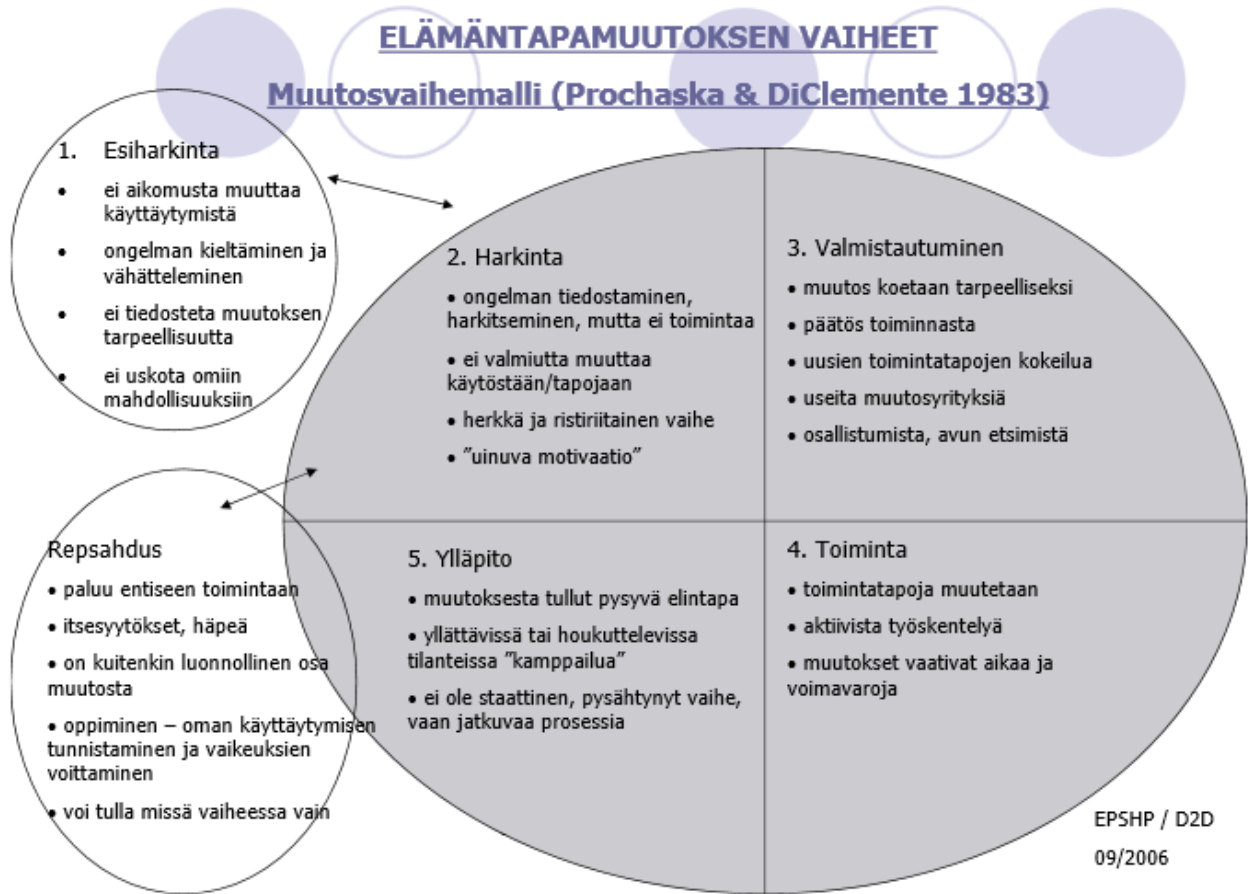 ELÄMÄNTAPAMUUTOKSEN VAIHEET
Muutosvaihemalli (Prochaska & DiClemente 1983)
1. Esiharkinta
• ei aikomusta muuttaa
käyttäytymistä
• ongelman kieltäminen ja
vähätteleminen
• ei tiedosteta muutoksen
tarpeellisuutta
• ei uskota omiin
mahdollisuuksiin
2. Harkinta
• ongelman tiedostaminen,
harkitseminen, mutta ei toimintaa
• ei valmiutta muuttaa
käytöstään/tapojaan
• herkkä ja ristiriitainen vaihe
• ”uinuva motivaatio”
3. Valmistautuminen
• muutos koetaan tarpeelliseksi
• päätös toiminnasta
• uusien toimintatapojen kokeilua
• useita muutosyrityksiä
• osallistumista, avun etsimistä
4. Toiminta
• toimintatapoja muutetaan
• aktiivista työskentelyä
• muutokset vaativat aikaa ja
voimavaroja
5. Ylläpito
• muutoksesta tullut pysyvä elintapa
• yllättävissä tai houkuttelevissa
tilanteissa ”kamppailua”
• ei ole staattinen, pysähtynyt vaihe,
vaan jatkuvaa prosessia
Repsahdus
• paluu entiseen toimintaan
• itsesyytökset, häpeä
• on kuitenkin luonnollinen osa
muutosta
• oppiminen – oman käyttäytymisen
tunnistaminen ja vaikeuksien
voittaminen
• voi tulla missä vaiheessa vain
EPSHP / D2D
09/2006